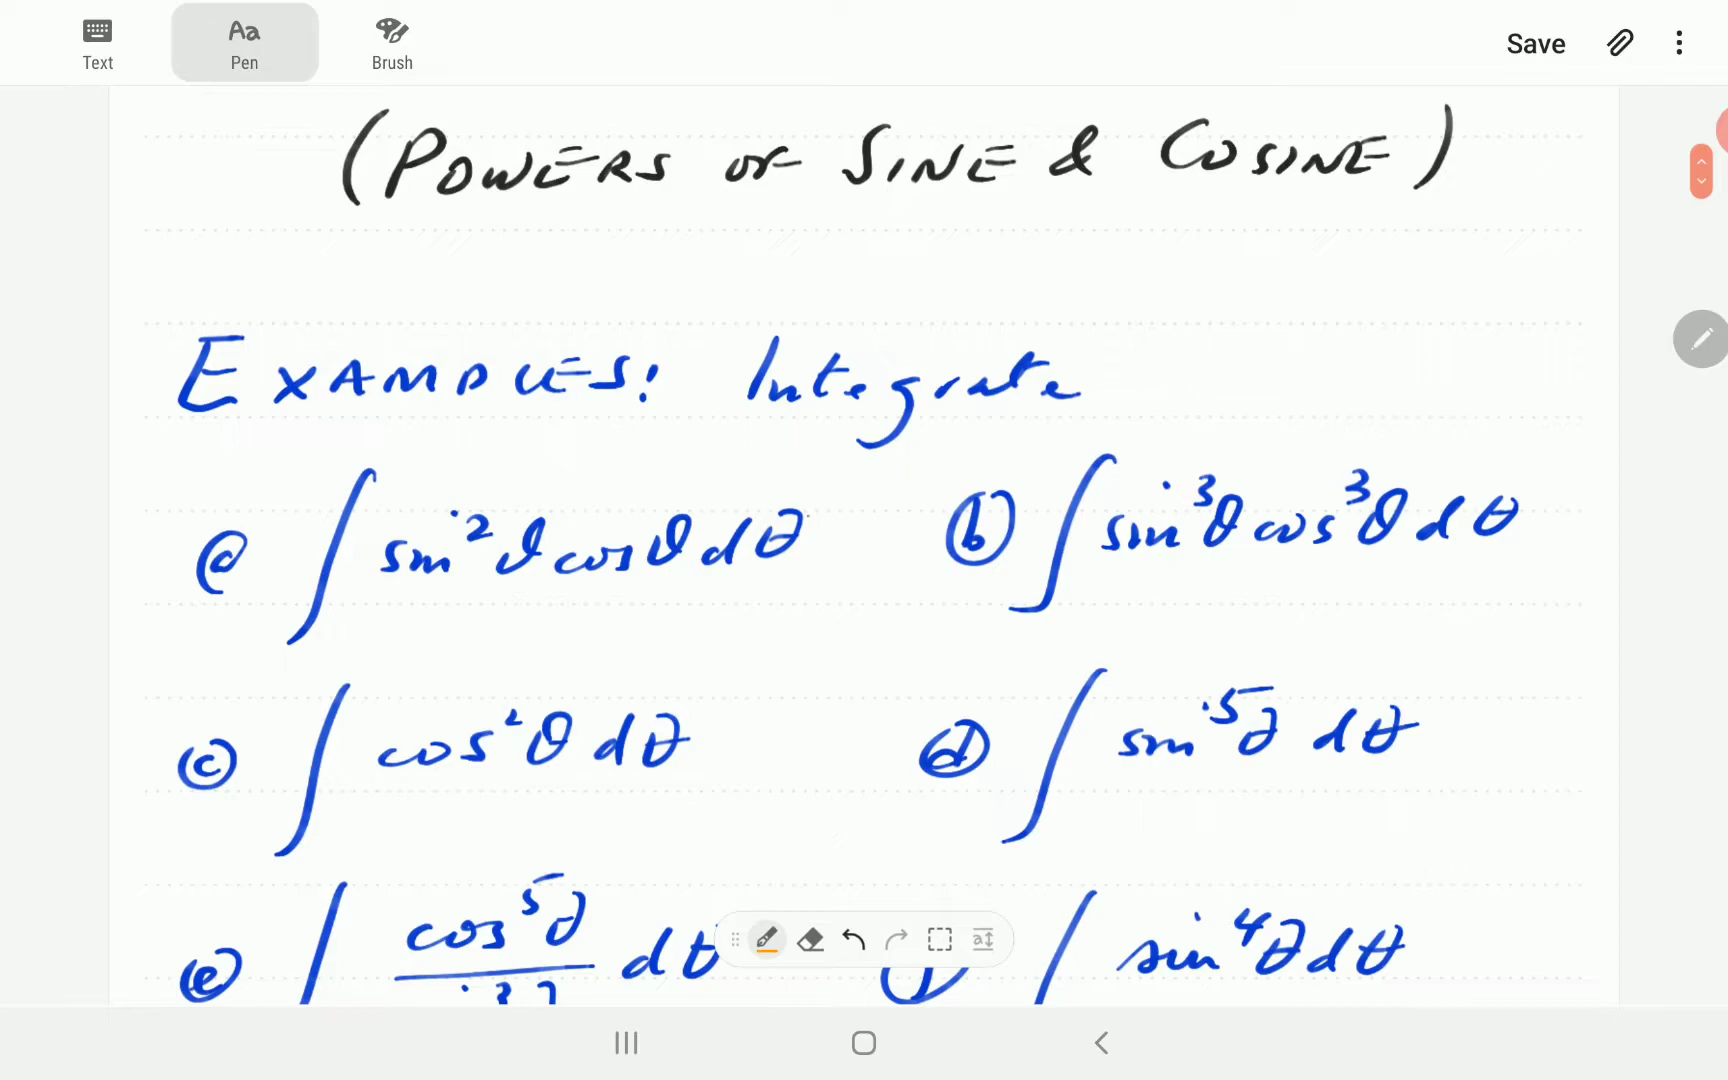 Text Pen Brush Save
(POWERS OF SINE & COSINE)
EXAMPLES: Integrate
ⓐ ∫ sin²θ cosθ dθ ⓑ ∫ sin³θ cos³θ dθ
ⓒ ∫ cos²θ dθ ⓓ ∫ sin⁵θ dθ
ⓔ ∫ cos⁵θ dθ ∫ sin⁴θ dθ